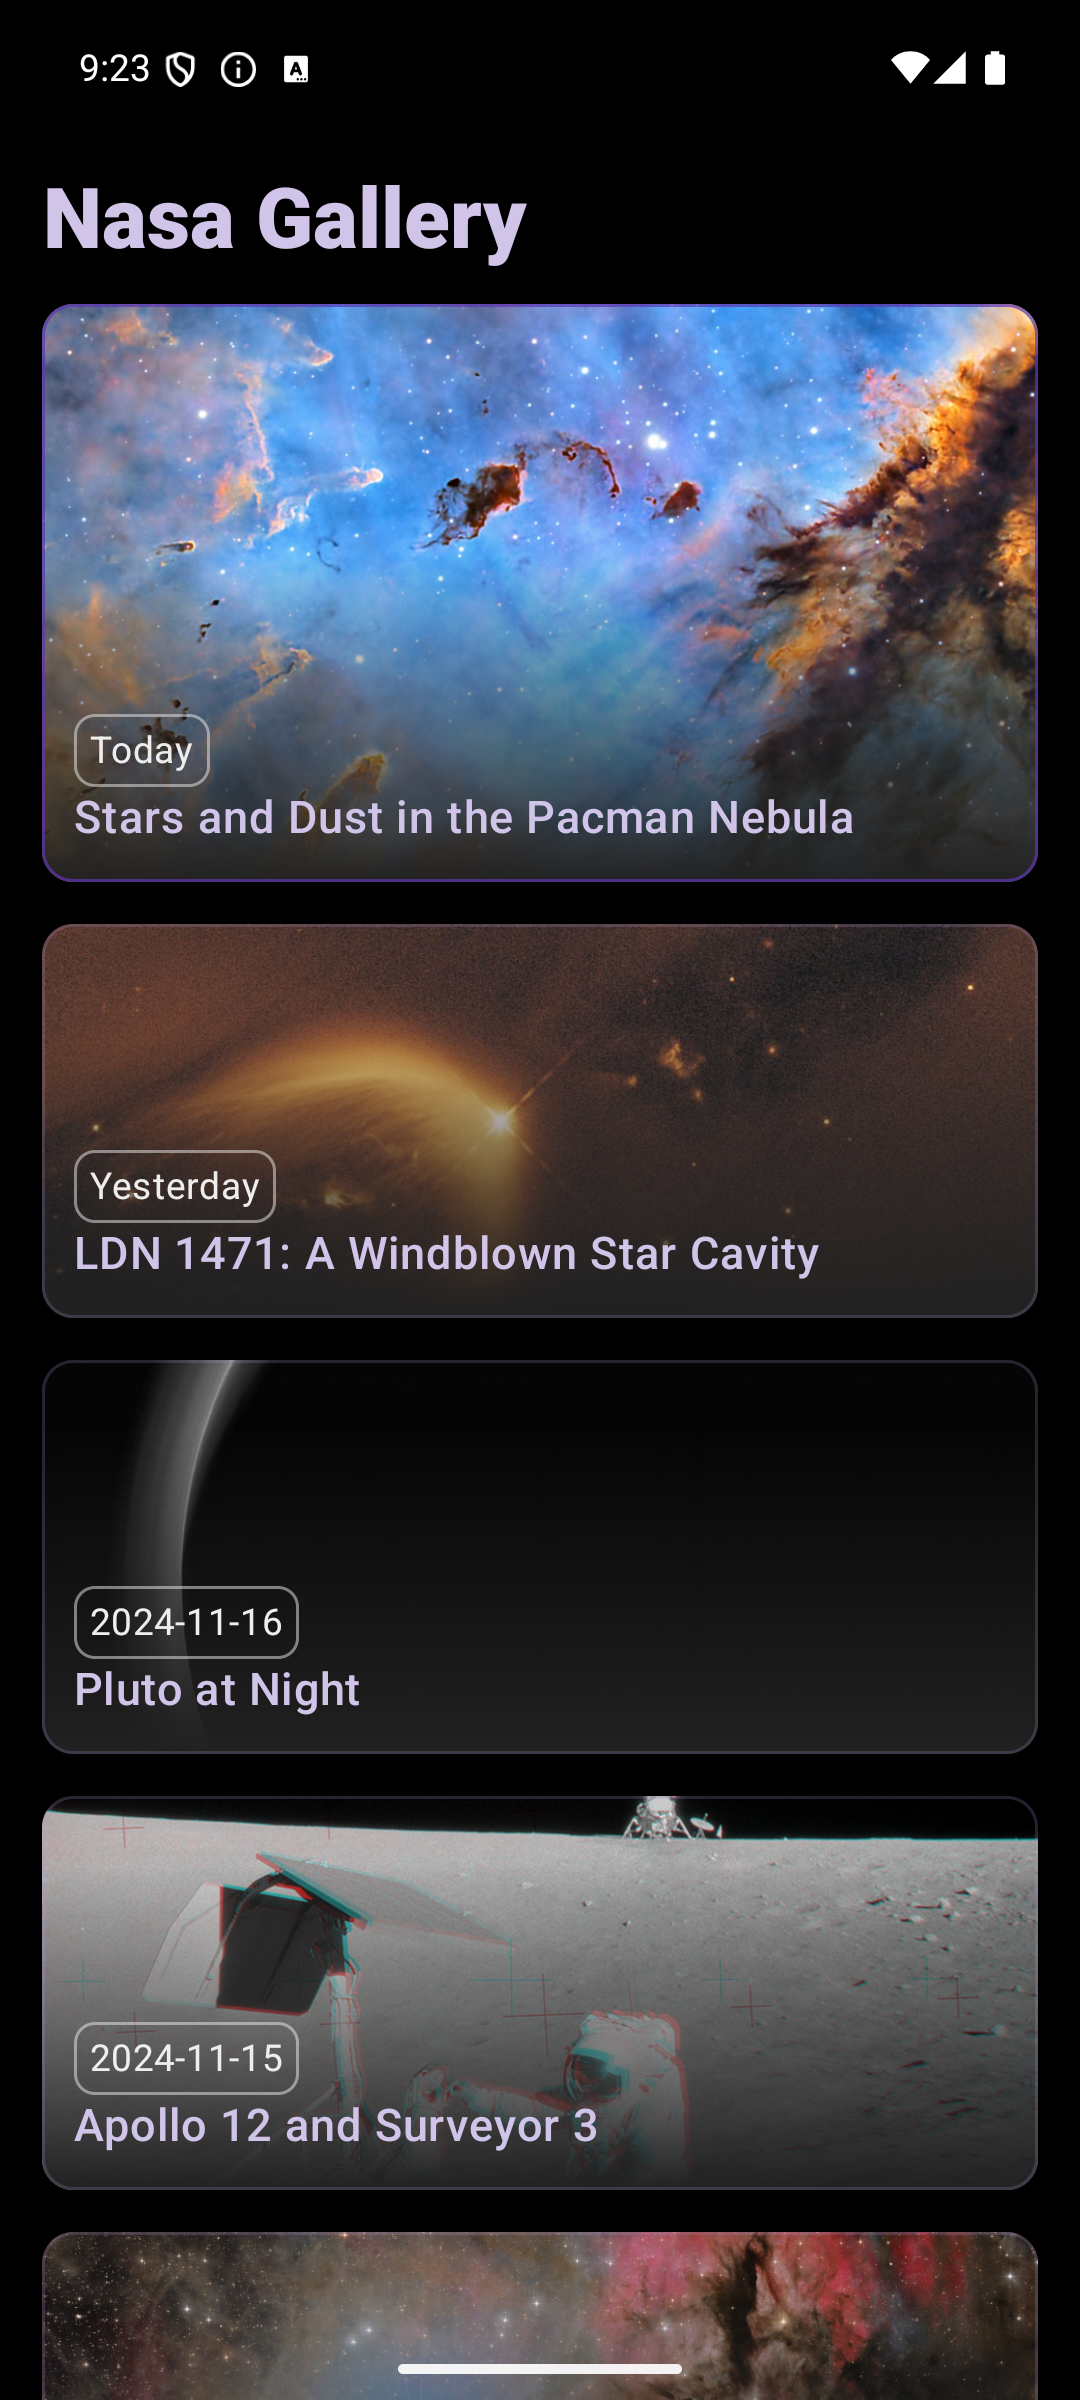 9:23
Nasa Gallery
Today
Stars and Dust in the Pacman Nebula
Yesterday
LDN 1471: A Windblown Star Cavity
2024-11-16
Pluto at Night
2024-11-15
Apollo 12 and Surveyor 3